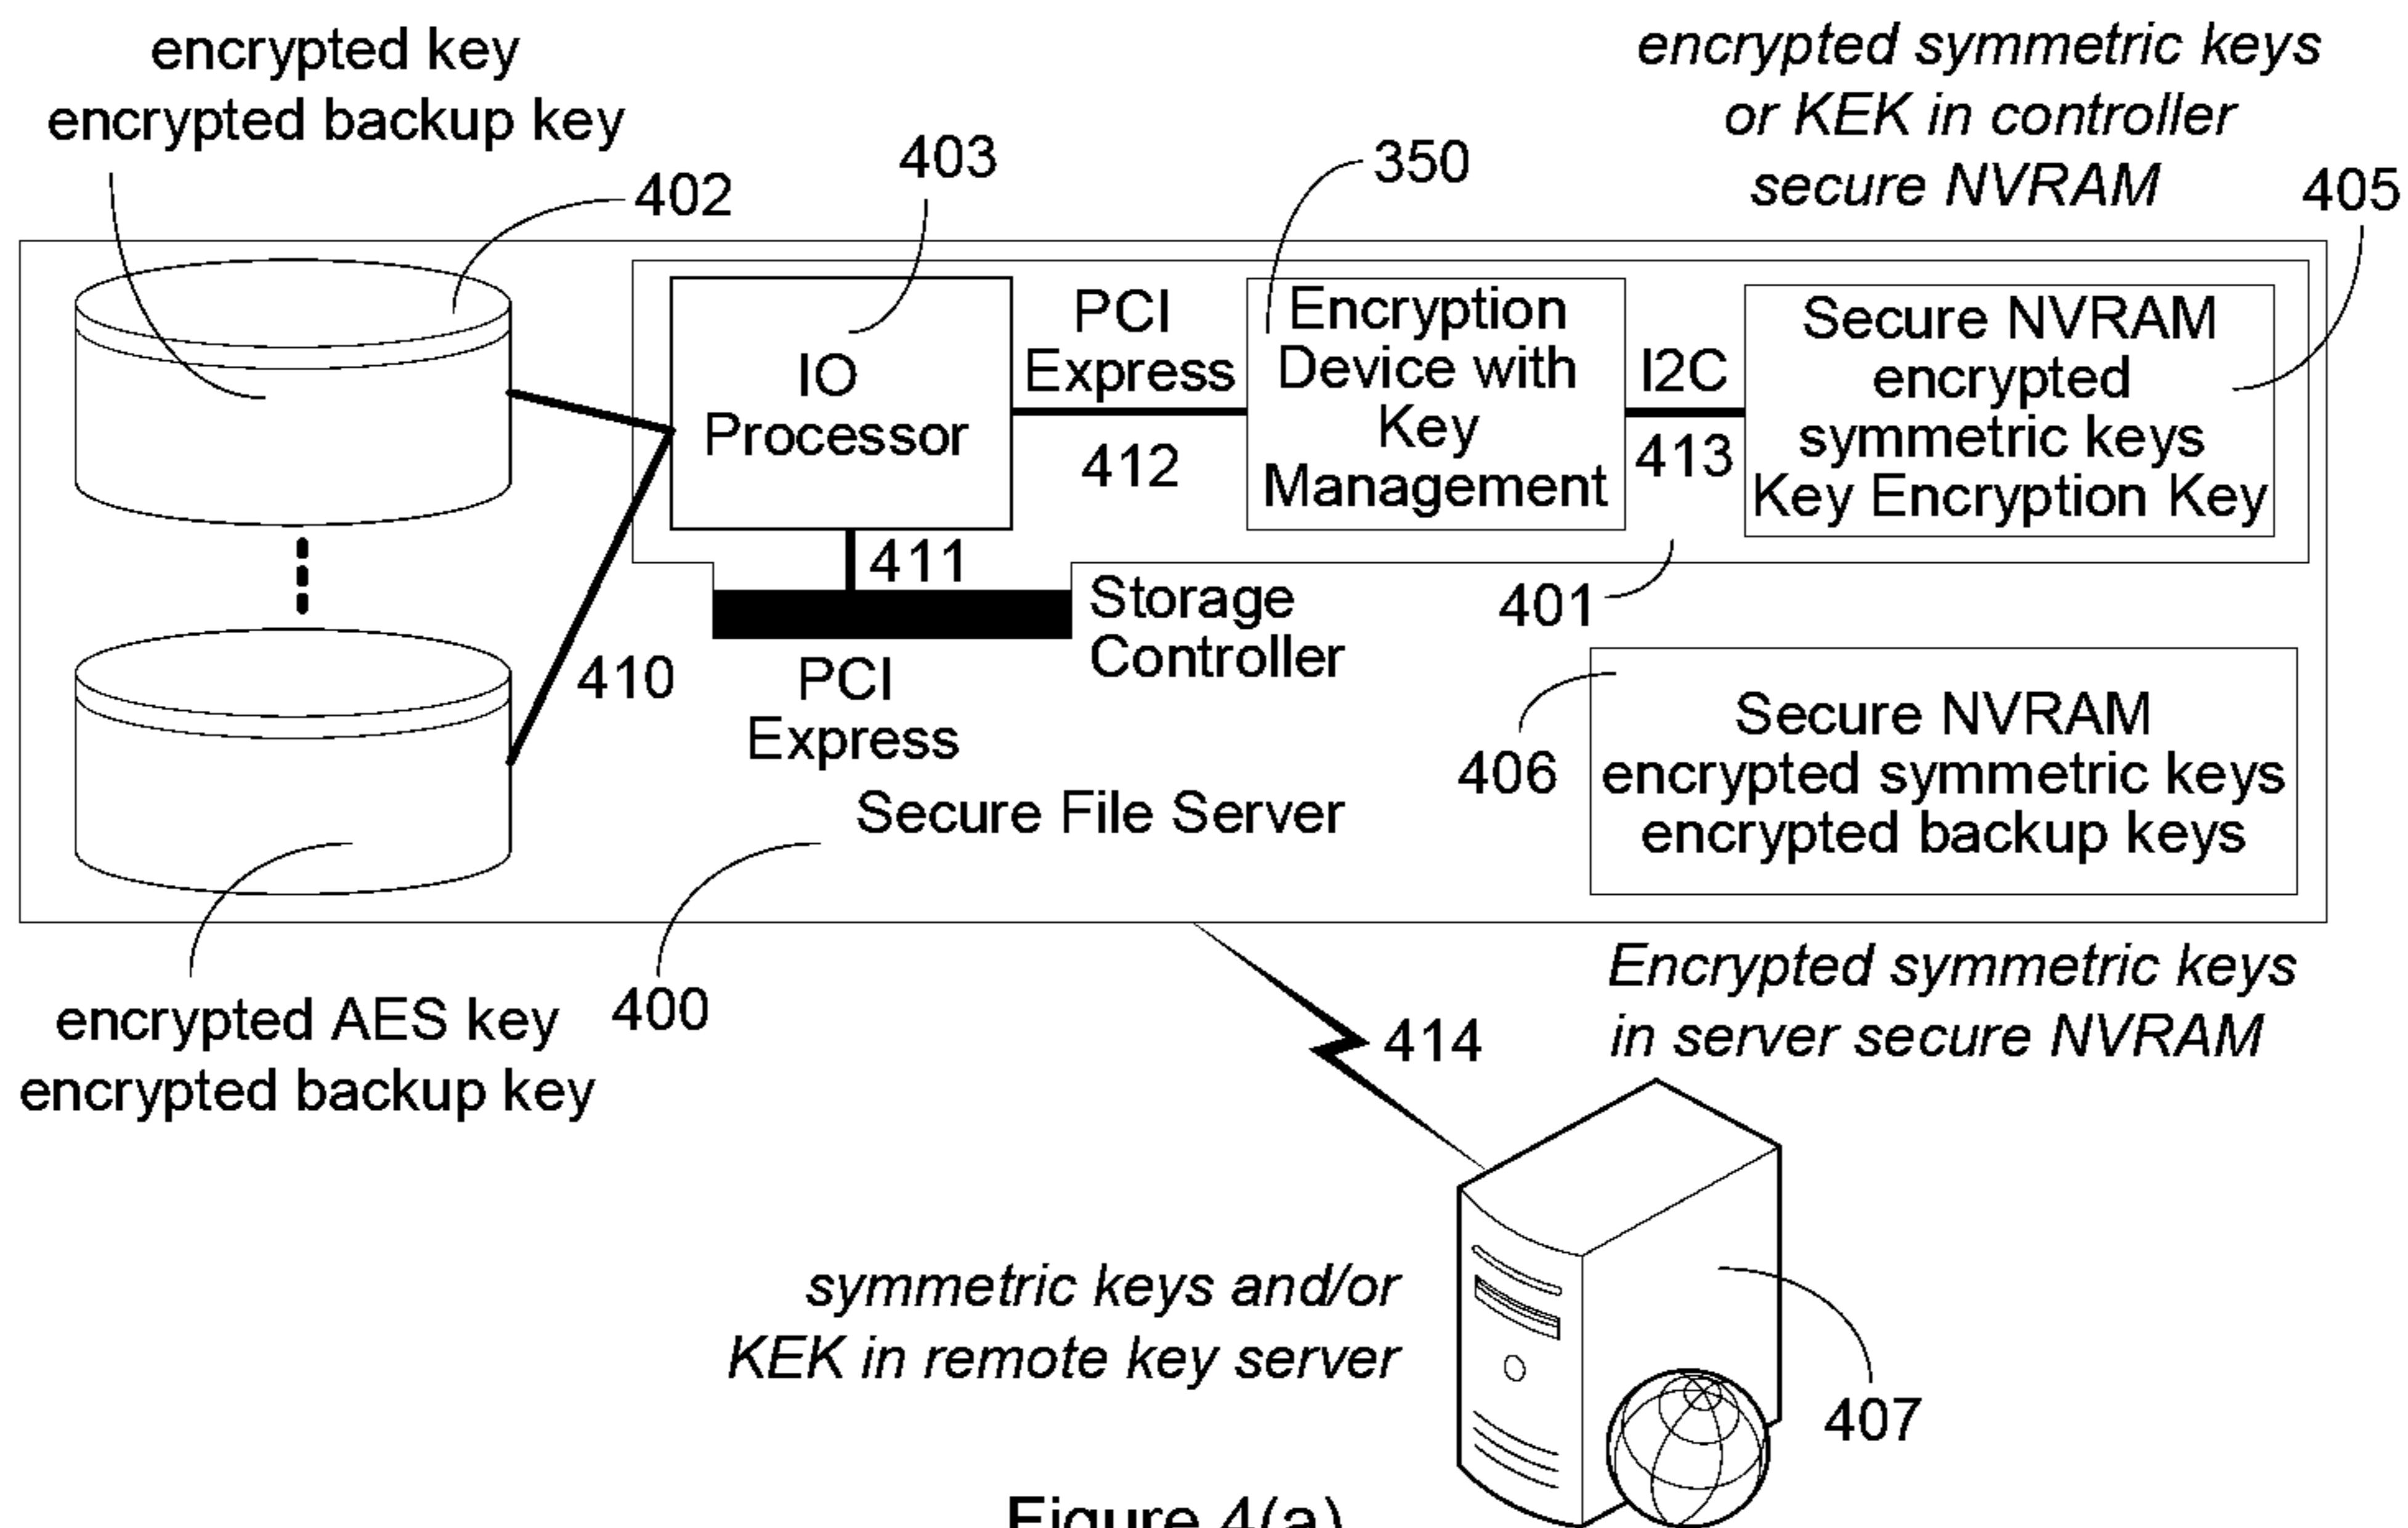 encrypted key
encrypted backup key
402
403
350
encrypted symmetric keys
or KEK in controller
secure NVRAM
405
IO
Processor
PCI
Express
412
Encryption
Device with
Key
Management
I2C
413
Secure NVRAM
encrypted
symmetric keys
Key Encryption Key
411
Storage
Controller
401
410
PCI
Express
Secure File Server
406
Secure NVRAM
encrypted symmetric keys
encrypted backup keys
encrypted AES key
encrypted backup key
400
414
Encrypted symmetric keys
in server secure NVRAM
symmetric keys and/or
KEK in remote key server
407
Figure 4(a)